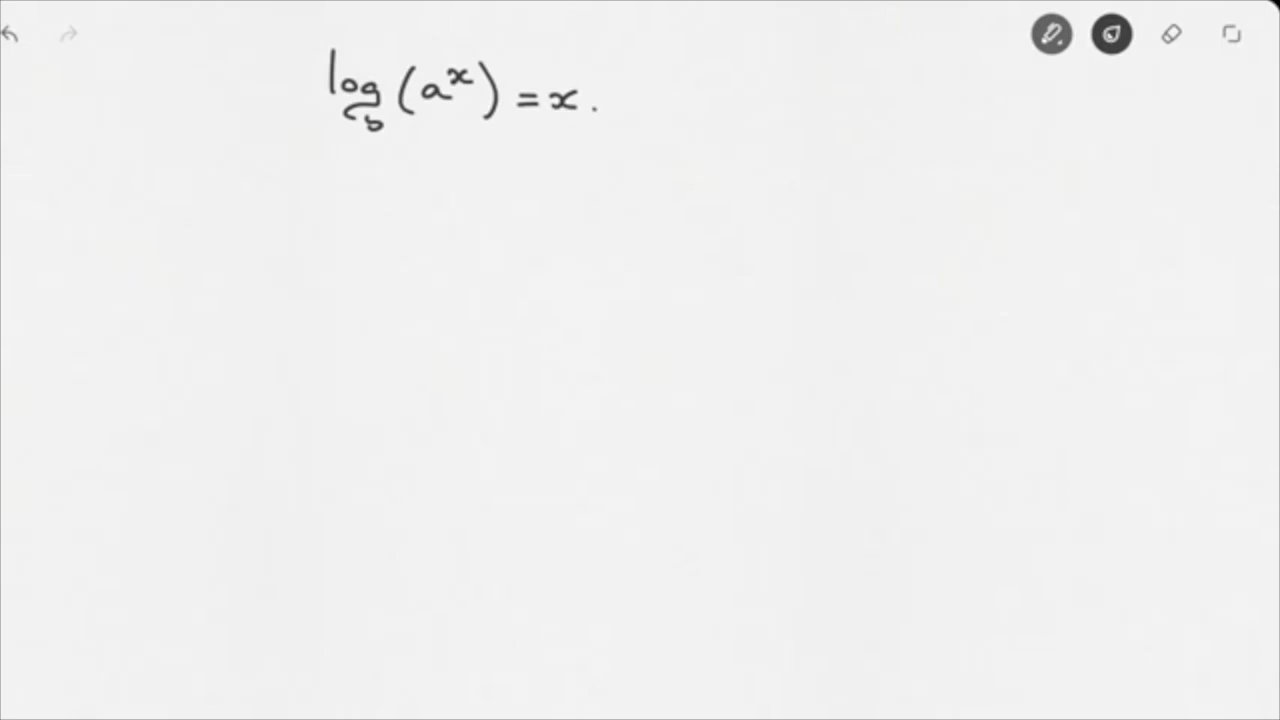 log_b (a^x) = x.